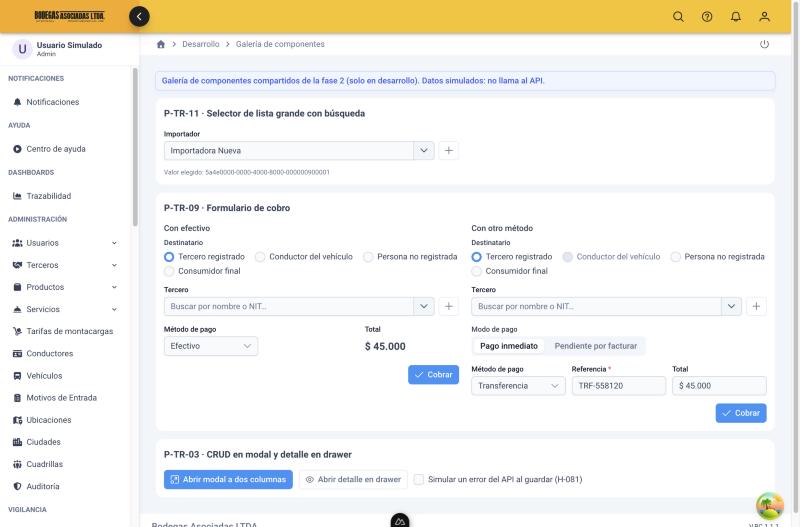 BODEGAS ASOCIADAS LTDA.
U
Usuario Simulado
Admin
Desarrollo
Galería de componentes
NOTIFICACIONES
Notificaciones
AYUDA
Centro de ayuda
DASHBOARDS
Trazabilidad
ADMINISTRACIÓN
Usuarios
Terceros
Productos
Servicios
Tarifas de montacargas
Conductores
Vehículos
Motivos de Entrada
Ubicaciones
Ciudades
Cuadrillas
Auditoría
VIGILANCIA
Galería de componentes compartidos de la fase 2 (solo en desarrollo). Datos simulados: no llama al API.
P-TR-11 · Selector de lista grande con búsqueda
Importador
Importadora Nueva
Valor elegido: 5a4e0000-0000-4000-8000-000000900001
P-TR-09 · Formulario de cobro
Con efectivo
Destinatario
Tercero registrado
Conductor del vehículo
Persona no registrada
Consumidor final
Tercero
Buscar por nombre o NIT...
Método de pago
Total
Efectivo
$ 45.000
Cobrar
Con otro método
Destinatario
Tercero registrado
Conductor del vehículo
Persona no registrada
Consumidor final
Tercero
Buscar por nombre o NIT...
Modo de pago
Pago inmediato
Pendiente por facturar
Método de pago
Referencia *
Total
Transferencia
TRF-558120
$ 45.000
Cobrar
P-TR-03 · CRUD en modal y detalle en drawer
Abrir modal a dos columnas
Abrir detalle en drawer
Simular un error del API al guardar (H-081)
Bodegas Asociadas LTDA